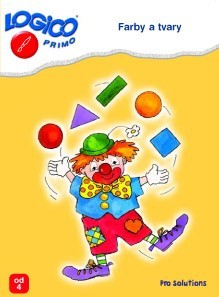 LOGICO
PRIMO
Farby a tvary
od
4
Pro Solutions